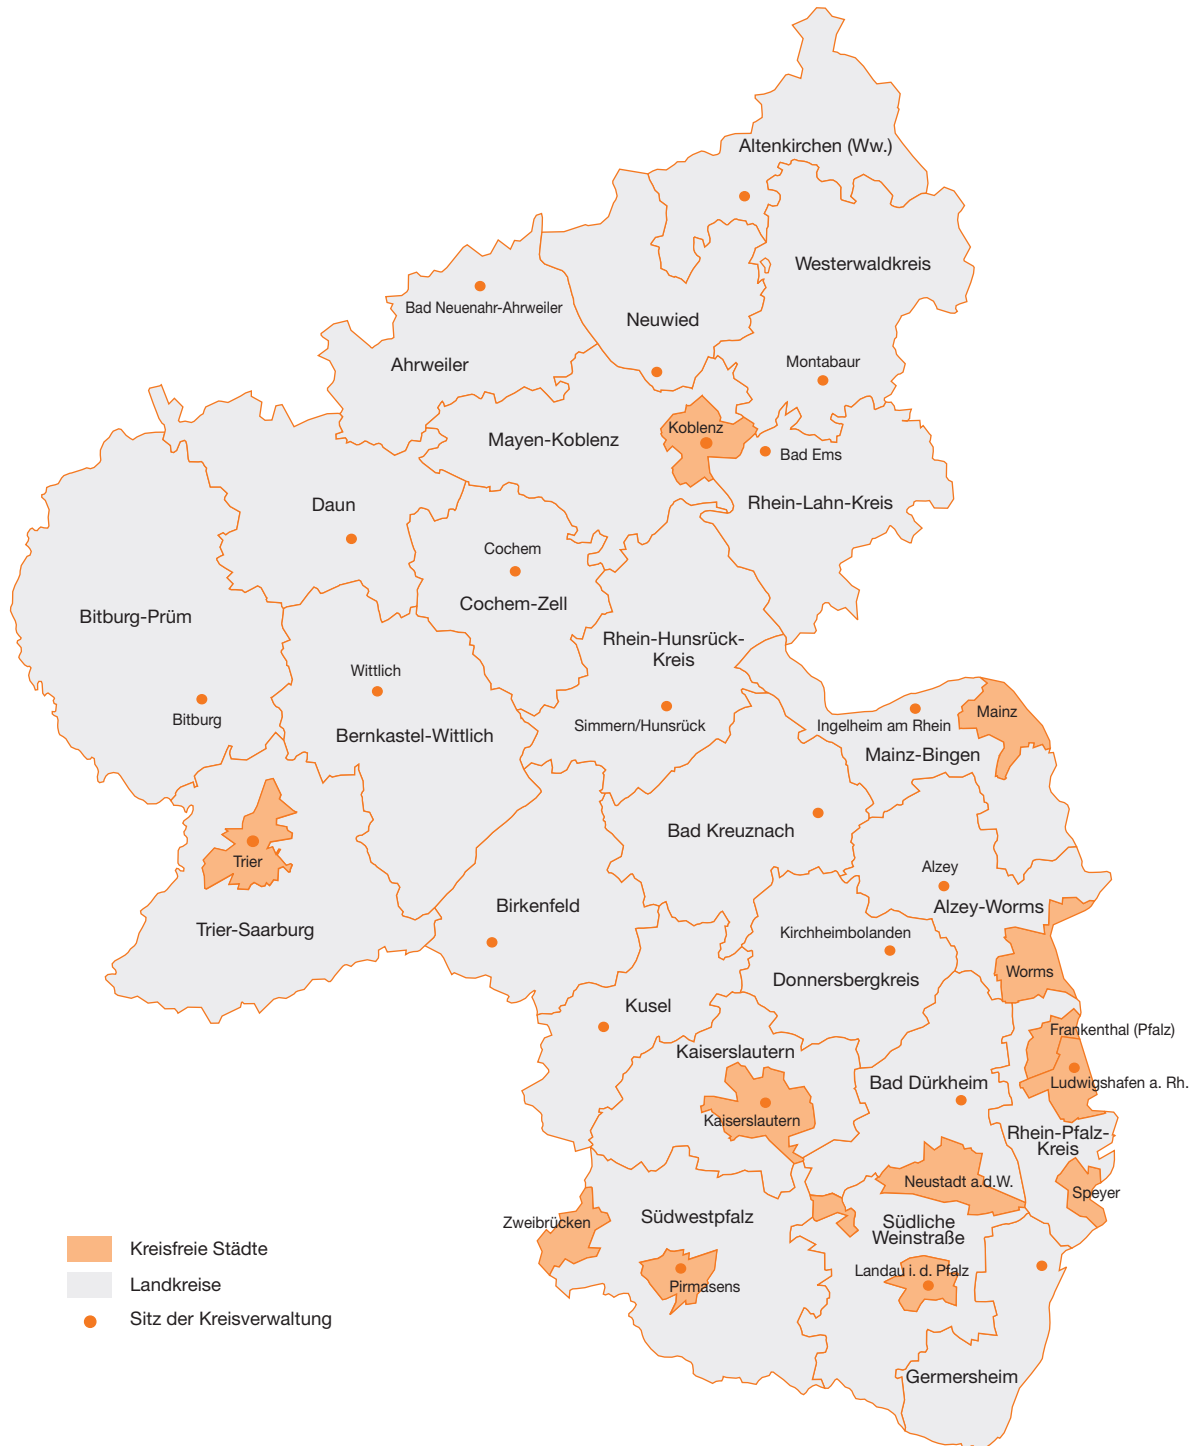 Altenkirchen (Ww.)
Westerwaldkreis
Bad Neuenahr-Ahrweiler
Neuwied
Ahrweiler
Montabaur
Koblenz
Mayen-Koblenz
Bad Ems
Daun
Rhein-Lahn-Kreis
Cochem
Cochem-Zell
Bitburg-Prüm
Rhein-Hunsrück-
Kreis
Wittlich
Bitburg
Simmern/Hunsrück
Ingelheim am Rhein
Mainz
Bernkastel-Wittlich
Mainz-Bingen
Bad Kreuznach
Trier
Alzey
Birkenfeld
Alzey-Worms
Trier-Saarburg
Kirchheimbolanden
Worms
Donnersbergkreis
Kusel
Frankenthal (Pfalz)
Kaiserslautern
Bad Dürkheim
Ludwigshafen a. Rh.
Kaiserslautern
Rhein-Pfalz-
Kreis
Neustadt a.d.W.
Speyer
Zweibrücken
Südwestpfalz
Südliche
Weinstraße
Landau i. d. Pfalz
Pirmasens
Germersheim
Kreisfreie Städte
Landkreise
Sitz der Kreisverwaltung